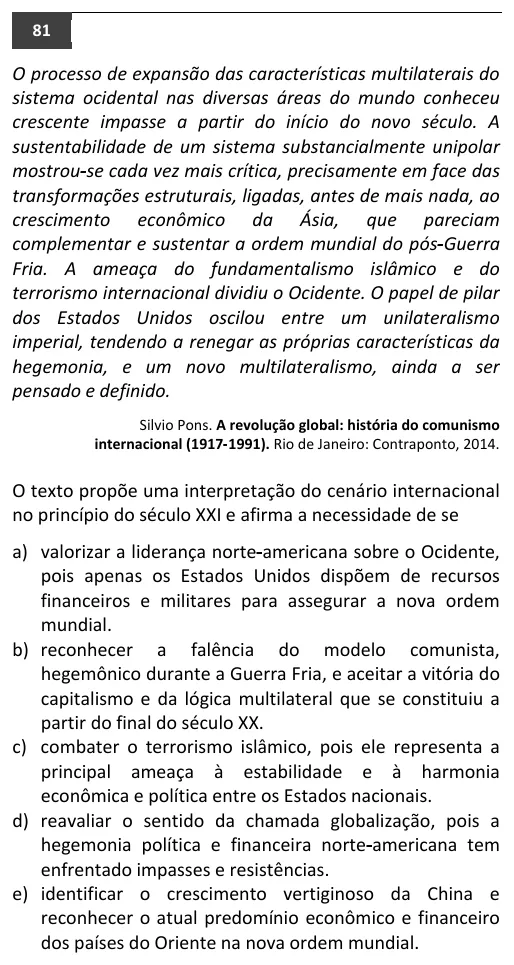 81
O processo de expansão das características multilaterais do
sistema ocidental nas diversas áreas do mundo conheceu
crescente impasse a partir do início do novo século. A
sustentabilidade de um sistema substancialmente unipolar
mostrou-se cada vez mais crítica, precisamente em face das
transformações estruturais, ligadas, antes de mais nada, ao
crescimento econômico da Ásia, que pareciam
complementar e sustentar a ordem mundial do pós-Guerra
Fria. A ameaça do fundamentalismo islâmico e do
terrorismo internacional dividiu o Ocidente. O papel de pilar
dos Estados Unidos oscilou entre um unilateralismo
imperial, tendendo a renegar as próprias características da
hegemonia, e um novo multilateralismo, ainda a ser
pensado e definido.
Silvio Pons. A revolução global: história do comunismo
internacional (1917-1991). Rio de Janeiro: Contraponto, 2014.
O texto propõe uma interpretação do cenário internacional
no princípio do século XXI e afirma a necessidade de se
a) valorizar a liderança norte-americana sobre o Ocidente,
pois apenas os Estados Unidos dispõem de recursos
financeiros e militares para assegurar a nova ordem
mundial.
b) reconhecer a falência do modelo comunista,
hegemônico durante a Guerra Fria, e aceitar a vitória do
capitalismo e da lógica multilateral que se constituiu a
partir do final do século XX.
c) combater o terrorismo islâmico, pois ele representa a
principal ameaça à estabilidade e à harmonia
econômica e política entre os Estados nacionais.
d) reavaliar o sentido da chamada globalização, pois a
hegemonia política e financeira norte-americana tem
enfrentado impasses e resistências.
e) identificar o crescimento vertiginoso da China e
reconhecer o atual predomínio econômico e financeiro
dos países do Oriente na nova ordem mundial.